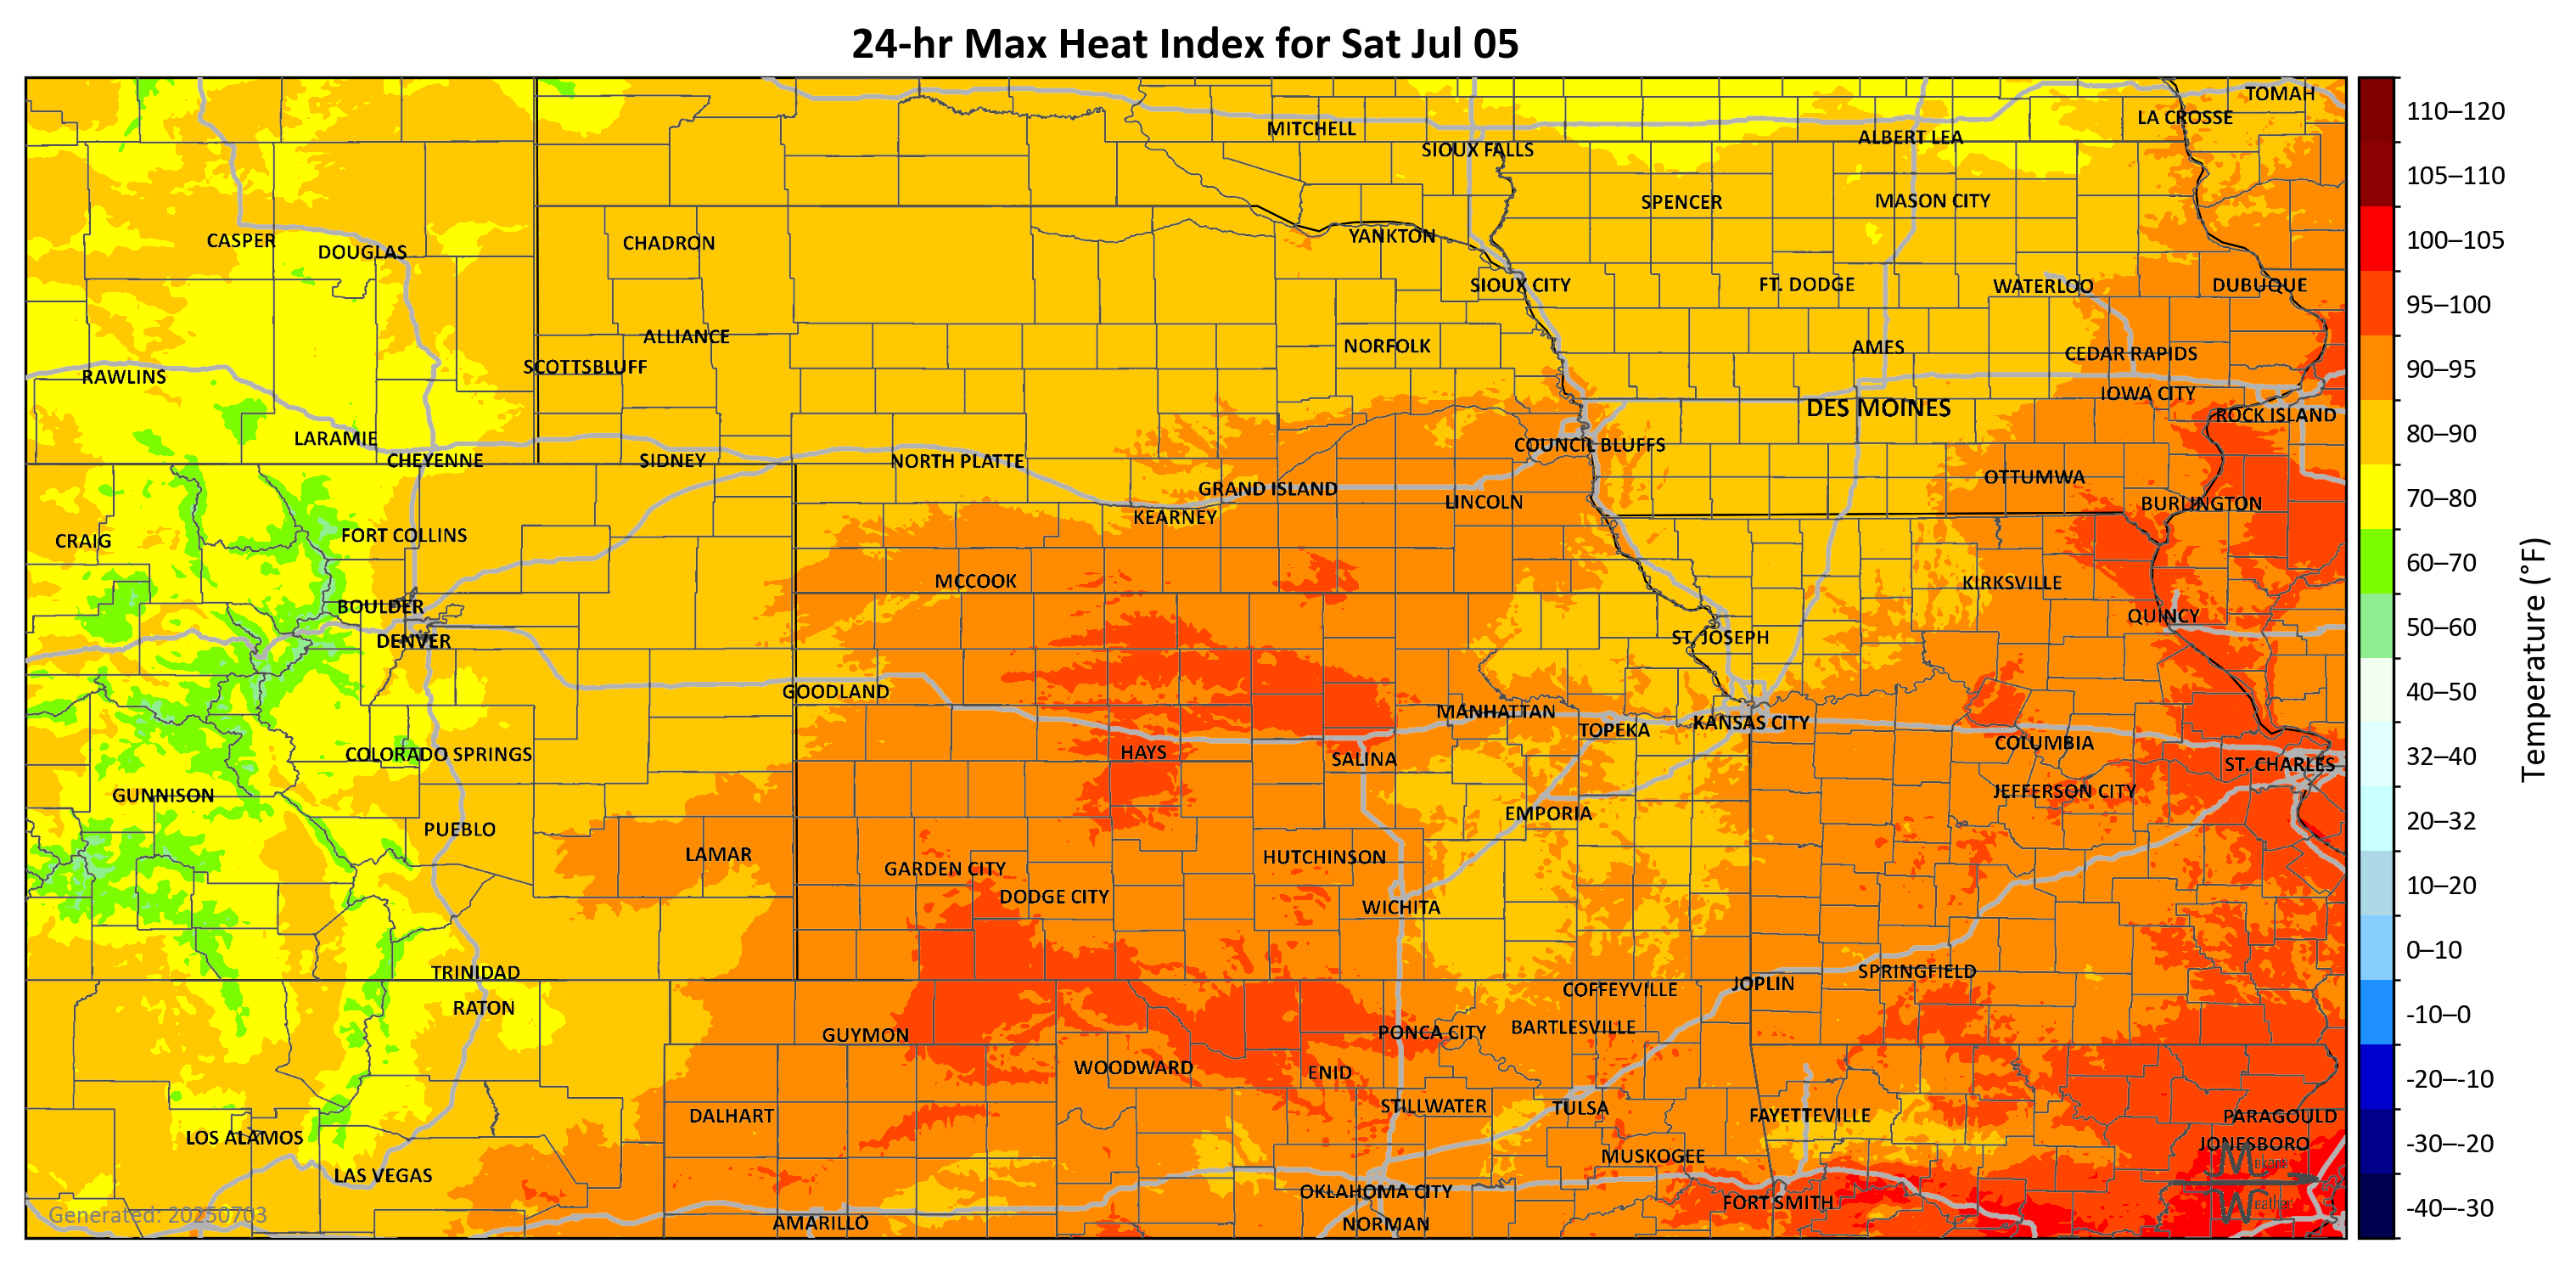 24-hr Max Heat Index for Sat Jul 05
TOMAH
LA CROSSE
MITCHELL
ALBERT LEA
SIOUX FALLS
SPENCER
MASON CITY
CASPER
DOUGLAS
CHADRON
YANKTON
SIOUX CITY
FT. DODGE
WATERLOO
DUBUQUE
ALLIANCE
NORFOLK
AMES
CEDAR RAPIDS
SCOTTSBLUFF
RAWLINS
IOWA CITY
DES MOINES
ROCK ISLAND
LARAMIE
COUNCIL BLUFFS
CHEYENNE
SIDNEY
NORTH PLATTE
OTTUMWA
GRAND ISLAND
LINCOLN
BURLINGTON
KEARNEY
CRAIG
FORT COLLINS
MCCOOK
KIRKSVILLE
BOULDER
QUINCY
DENVER
ST. JOSEPH
GOODLAND
MANHATTAN
KANSAS CITY
TOPEKA
COLUMBIA
COLORADO SPRINGS
HAYS
SALINA
ST. CHARLES
GUNNISON
JEFFERSON CITY
EMPORIA
PUEBLO
LAMAR
HUTCHINSON
GARDEN CITY
DODGE CITY
WICHITA
TRINIDAD
SPRINGFIELD
JOPLIN
COFFEYVILLE
RATON
GUYMON
PONCA CITY
BARTLESVILLE
WOODWARD
ENID
DALHART
STILLWATER
TULSA
FAYETTEVILLE
PARAGOULD
LOS ALAMOS
JONESBORO
MUSKOGEE
LAS VEGAS
OKLAHOMA CITY
FORT SMITH
AMARILLO
NORMAN
Generated: 20250703
Weather
110–120
105–110
100–105
95–100
90–95
80–90
70–80
60–70
50–60
40–50
32–40
20–32
10–20
0–10
-10–0
-20–-10
-30–-20
-40–-30
Temperature (°F)